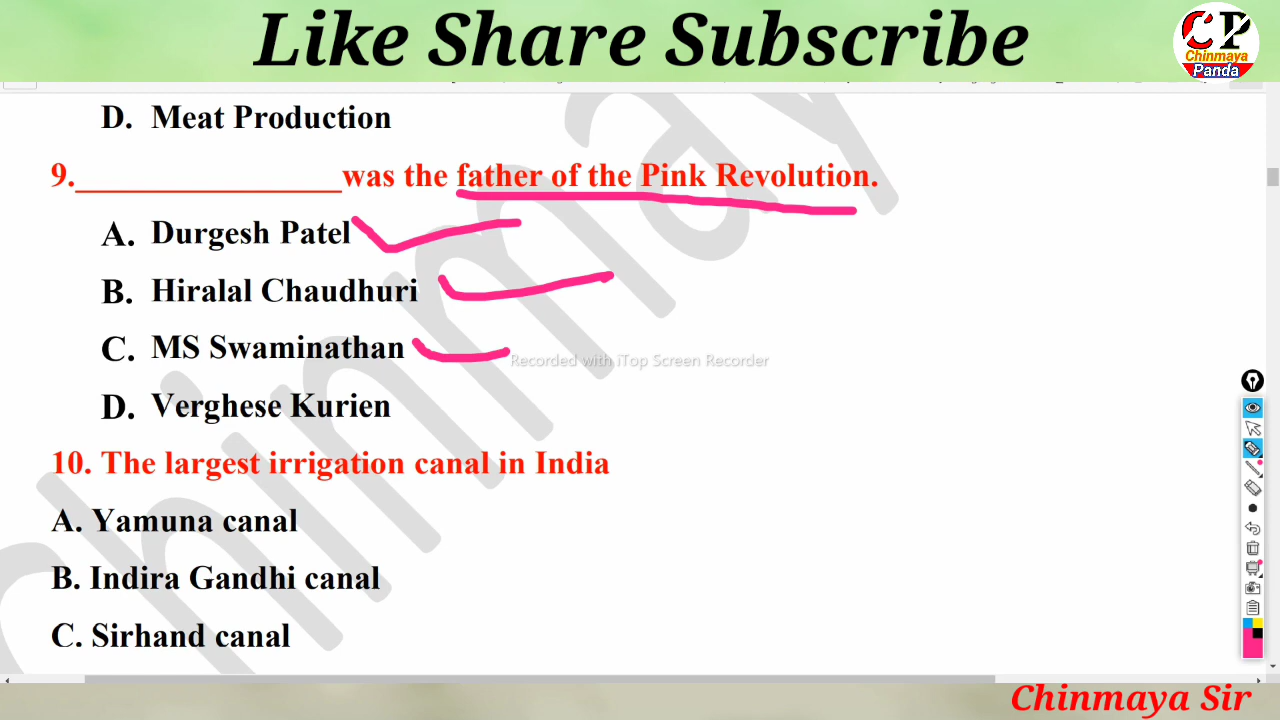 Like Share Subscribe
CP
Chinmaya
Panda
D. Meat Production
9.________________was the father of the Pink Revolution.
A. Durgesh Patel
B. Hiralal Chaudhuri
C. MS Swaminathan
Recorded with iTop Screen Recorder
D. Verghese Kurien
10. The largest irrigation canal in India
A. Yamuna canal
B. Indira Gandhi canal
C. Sirhand canal
Chinmaya Sir